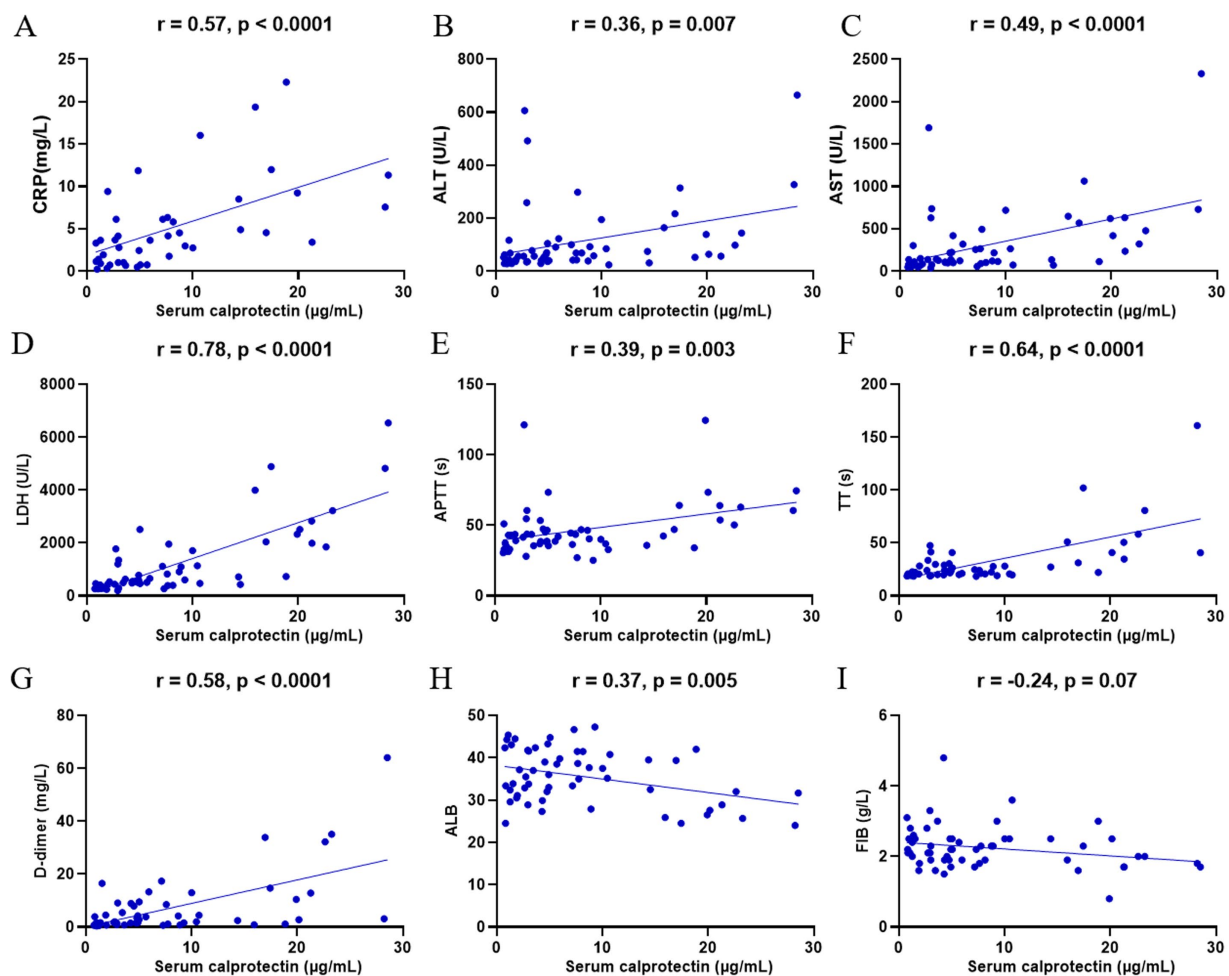 A
r = 0.57, p < 0.0001
CRP(mg/L)
25
20
15
10
5
0
0 10 20 30
Serum calprotectin (µg/mL)
B
r = 0.36, p = 0.007
ALT (U/L)
800
600
400
200
0
0 10 20 30
Serum calprotectin (µg/mL)
C
r = 0.49, p < 0.0001
AST (U/L)
2500
2000
1500
1000
500
0
0 10 20 30
Serum calprotectin (µg/mL)
D
r = 0.78, p < 0.0001
LDH (U/L)
8000
6000
4000
2000
0
0 10 20 30
Serum calprotectin (µg/mL)
E
r = 0.39, p = 0.003
APTT (s)
150
100
50
0
0 10 20 30
Serum calprotectin (µg/mL)
F
r = 0.64, p < 0.0001
TT (s)
200
150
100
50
0
0 10 20 30
Serum calprotectin (µg/mL)
G
r = 0.58, p < 0.0001
D-dimer (mg/L)
80
60
40
20
0
0 10 20 30
Serum calprotectin (µg/mL)
H
r = 0.37, p = 0.005
ALB
50
40
30
20
10
0
0 10 20 30
Serum calprotectin (µg/mL)
I
r = -0.24, p = 0.07
FIB (g/L)
6
4
2
0
0 10 20 30
Serum calprotectin (µg/mL)